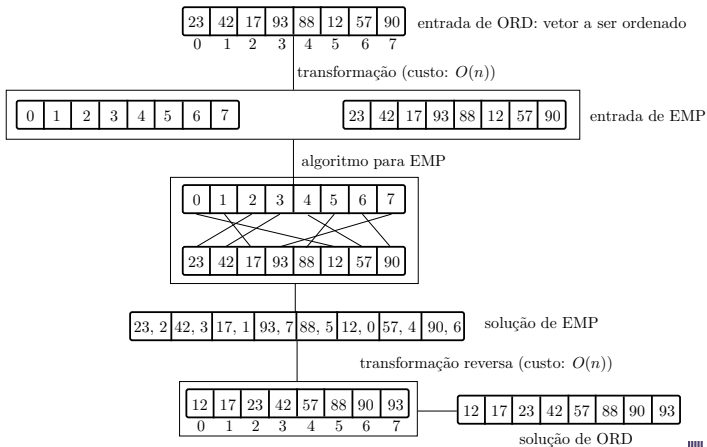 23 42 17 93 88 12 57 90 entrada de ORD: vetor a ser ordenado
0 1 2 3 4 5 6 7
transformação (custo: O(n))
0 1 2 3 4 5 6 7 23 42 17 93 88 12 57 90 entrada de EMP
algoritmo para EMP
0 1 2 3 4 5 6 7
23 42 17 93 88 12 57 90
23, 2 42, 3 17, 1 93, 7 88, 5 12, 0 57, 4 90, 6 solução de EMP
transformação reversa (custo: O(n))
12 17 23 42 57 88 90 93 12 17 23 42 57 88 90 93
0 1 2 3 4 5 6 7
solução de ORD